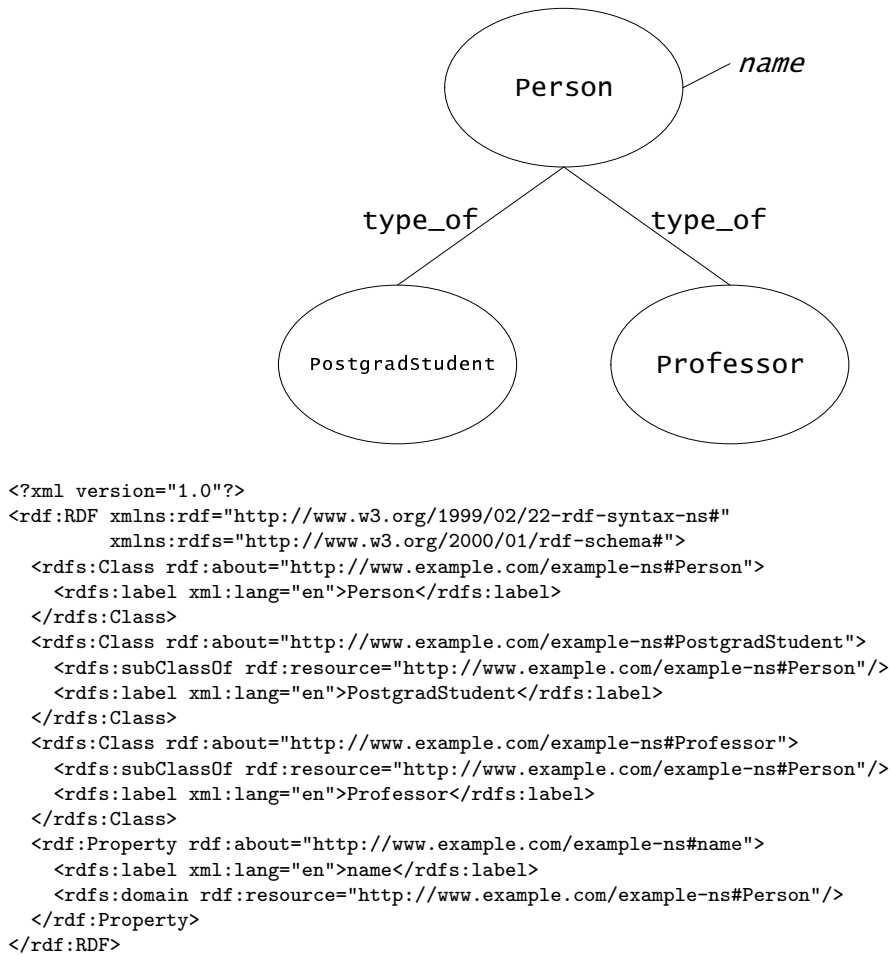 Person
name
type_of
type_of
PostgradStudent
Professor
<?xml version="1.0"?>
<rdf:RDF xmlns:rdf="http://www.w3.org/1999/02/22-rdf-syntax-ns#"
         xmlns:rdfs="http://www.w3.org/2000/01/rdf-schema#">
  <rdfs:Class rdf:about="http://www.example.com/example-ns#Person">
    <rdfs:label xml:lang="en">Person</rdfs:label>
  </rdfs:Class>
  <rdfs:Class rdf:about="http://www.example.com/example-ns#PostgradStudent">
    <rdfs:subClassOf rdf:resource="http://www.example.com/example-ns#Person"/>
    <rdfs:label xml:lang="en">PostgradStudent</rdfs:label>
  </rdfs:Class>
  <rdfs:Class rdf:about="http://www.example.com/example-ns#Professor">
    <rdfs:subClassOf rdf:resource="http://www.example.com/example-ns#Person"/>
    <rdfs:label xml:lang="en">Professor</rdfs:label>
  </rdfs:Class>
  <rdf:Property rdf:about="http://www.example.com/example-ns#name">
    <rdfs:label xml:lang="en">name</rdfs:label>
    <rdfs:domain rdf:resource="http://www.example.com/example-ns#Person"/>
  </rdf:Property>
</rdf:RDF>